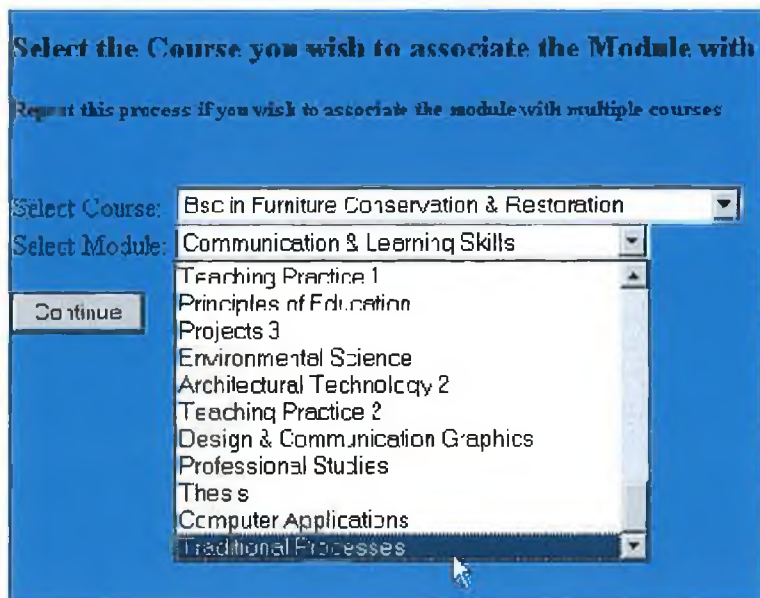 Select the Course you wish to associate the Module with
Repeat this process if you wish to associate the module with multiple courses
Select Course: Bsc in Furniture Conservation & Restoration
Select Module: Communication & Learning Skills
Teaching Practice 1
Principles of Education
Continue
Projects 3
Environmental Science
Architectural Technology 2
Teaching Practice 2
Design & Communication Graphics
Professional Studies
Thesis
Computer Applications
Traditional Processes